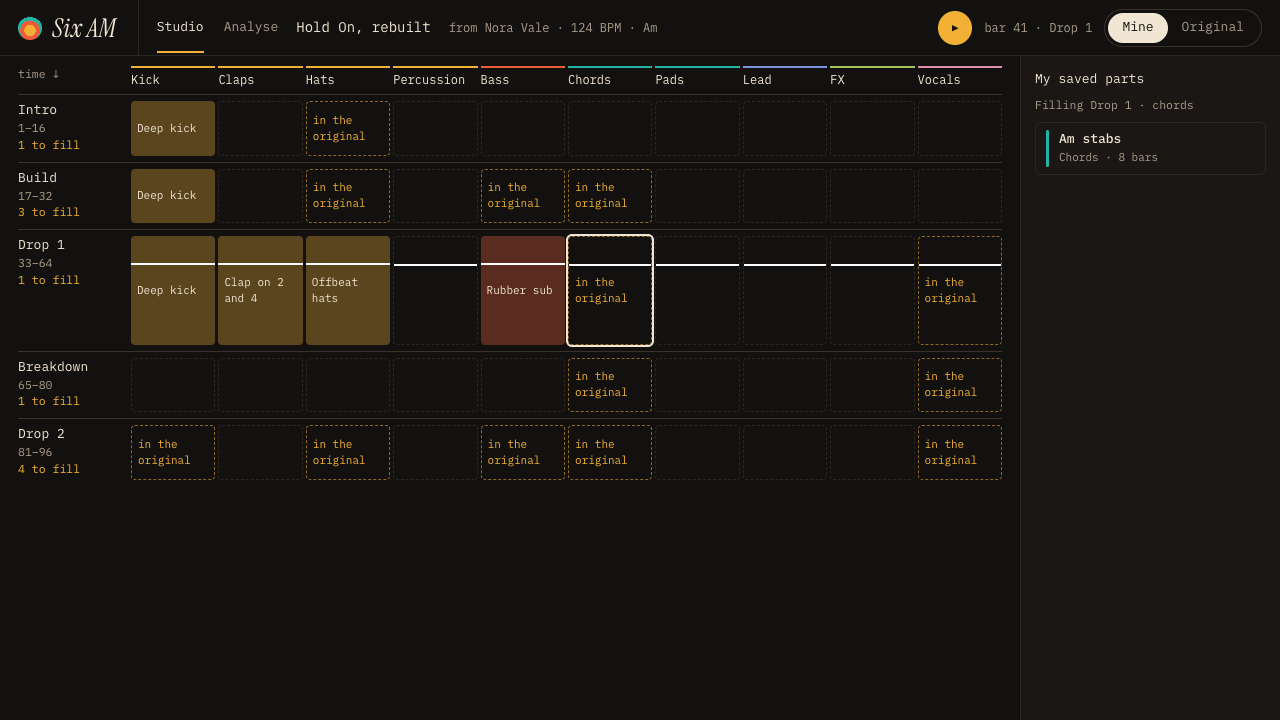 Six AM
Studio
Analyse
Hold On, rebuilt
from Nora Vale · 124 BPM · Am
bar 41 · Drop 1
Mine
Original
time ↓
Kick
Claps
Hats
Percussion
Bass
Chords
Pads
Lead
FX
Vocals
Intro
1–16
1 to fill
Deep kick
in the
original
Build
17–32
3 to fill
Deep kick
in the
original
in the
original
in the
original
Drop 1
33–64
1 to fill
Deep kick
Clap on 2
and 4
Offbeat
hats
Rubber sub
in the
original
in the
original
Breakdown
65–80
1 to fill
in the
original
in the
original
Drop 2
81–96
4 to fill
in the
original
in the
original
in the
original
in the
original
in the
original
My saved parts
Filling Drop 1 · chords
Am stabs
Chords · 8 bars